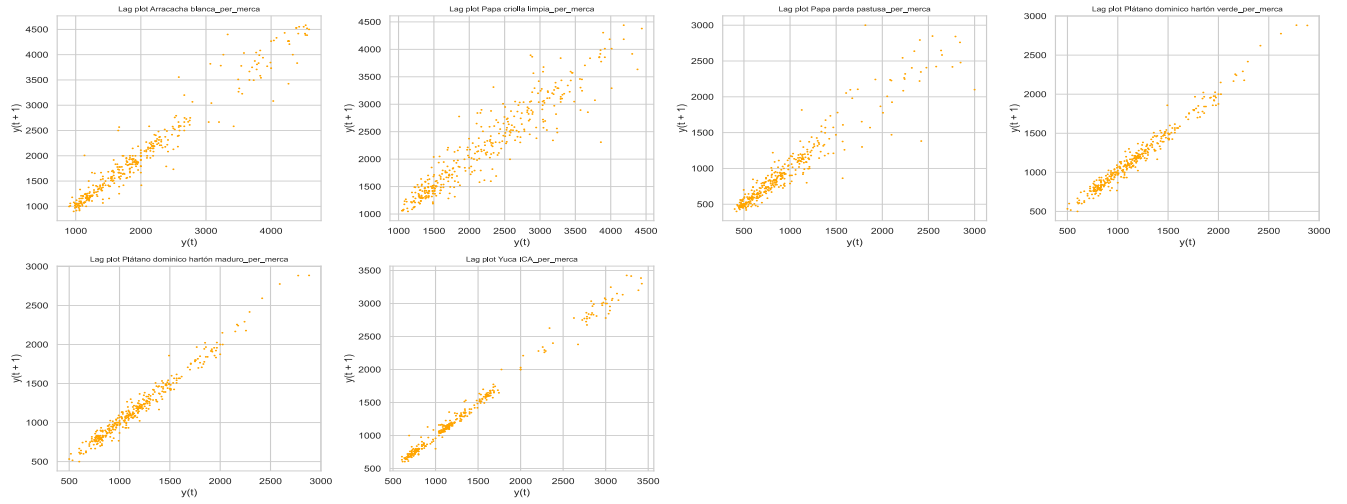 Lag plot Arracacha blanca_per_merca
y(t + 1)
4500
4000
3500
3000
2500
2000
1500
1000
1000 2000 3000 4000
y(t)
Lag plot Papa criolla limpia_per_merca
y(t + 1)
4500
4000
3500
3000
2500
2000
1500
1000
1000 1500 2000 2500 3000 3500 4000 4500
y(t)
Lag plot Papa parda pastusa_per_merca
y(t + 1)
3000
2500
2000
1500
1000
500
500 1000 1500 2000 2500 3000
y(t)
Lag plot Plátano dominico hartón verde_per_merca
y(t + 1)
3000
2500
2000
1500
1000
500
500 1000 1500 2000 2500 3000
y(t)
Lag plot Plátano dominico hartón maduro_per_merca
y(t + 1)
3000
2500
2000
1500
1000
500
500 1000 1500 2000 2500 3000
y(t)
Lag plot Yuca ICA_per_merca
y(t + 1)
3500
3000
2500
2000
1500
1000
500
500 1000 1500 2000 2500 3000 3500
y(t)